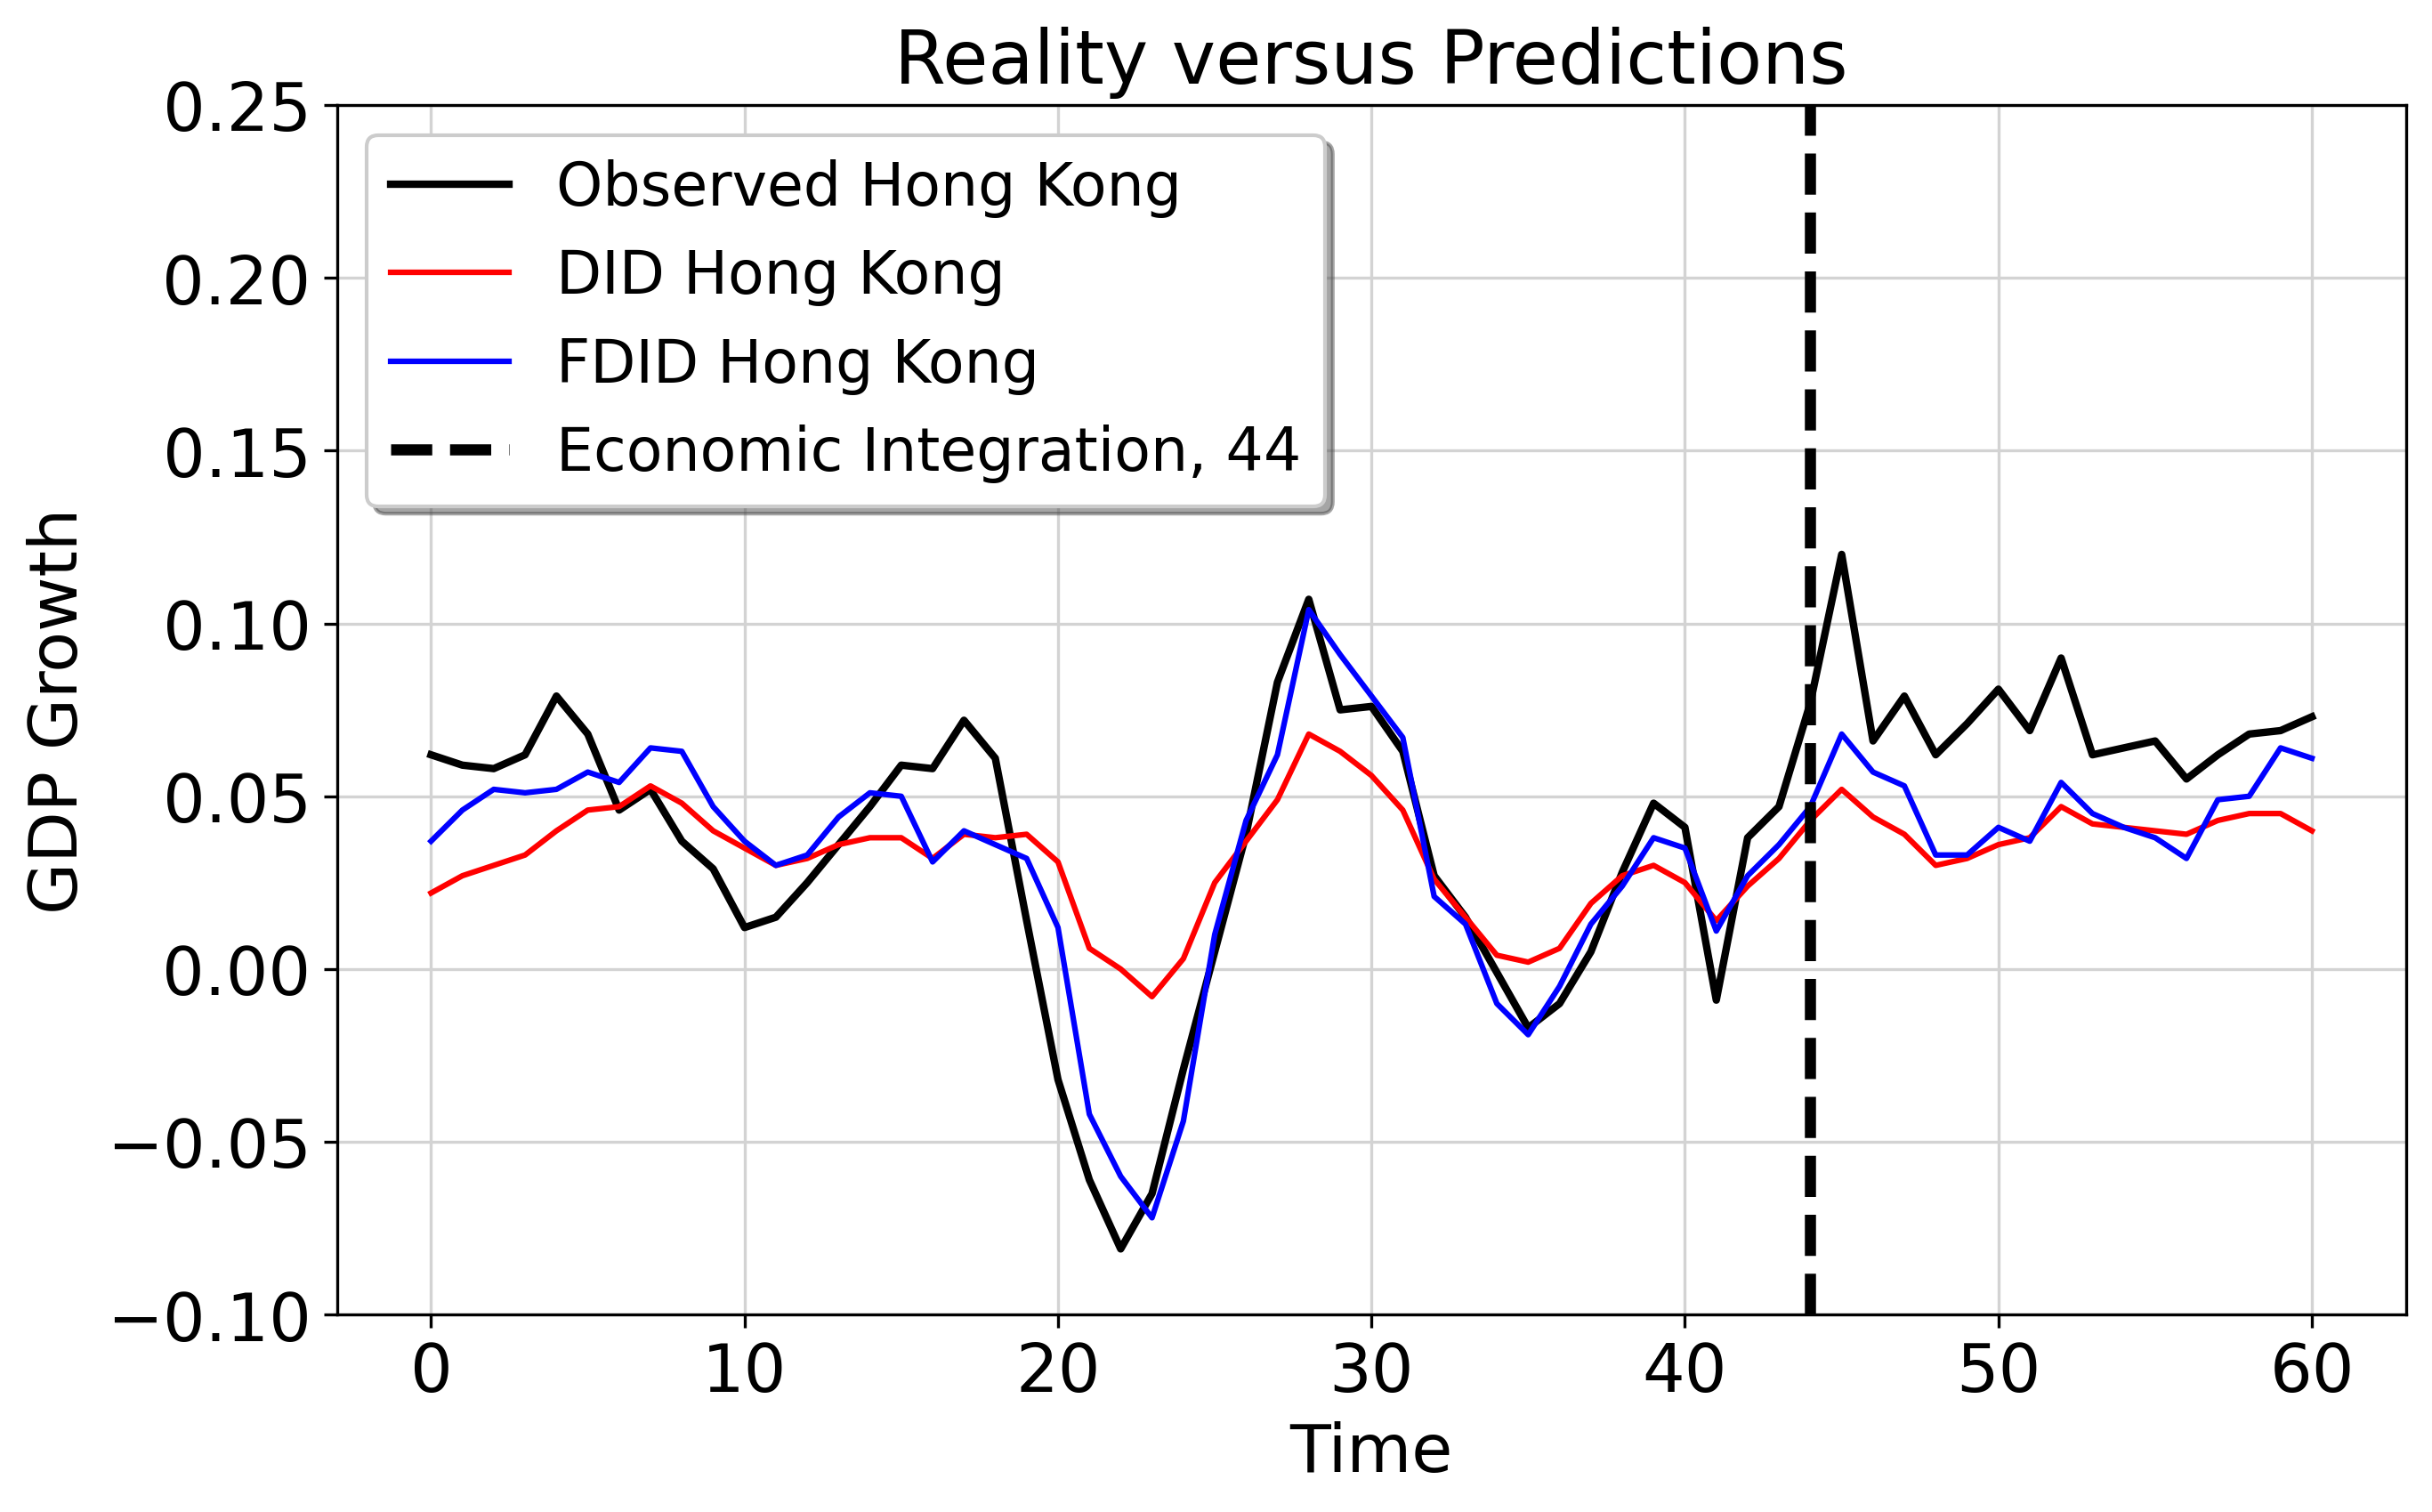 Reality versus Predictions
0.25
0.20
0.15
0.10
0.05
0.00
−0.05
−0.10
GDP Growth
Observed Hong Kong
DID Hong Kong
FDID Hong Kong
Economic Integration, 44
0 10 20 30 40 50 60
Time